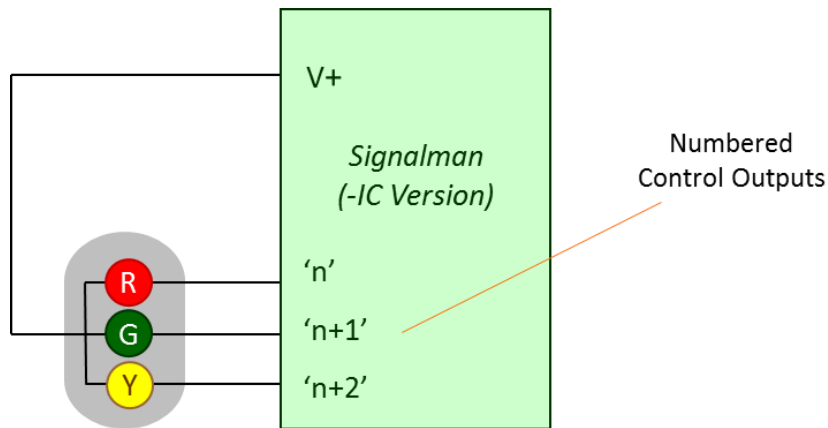 V+
Signalman
(-IC Version)
Numbered
Control Outputs
R
‘n’
G
‘n+1’
Y
‘n+2’